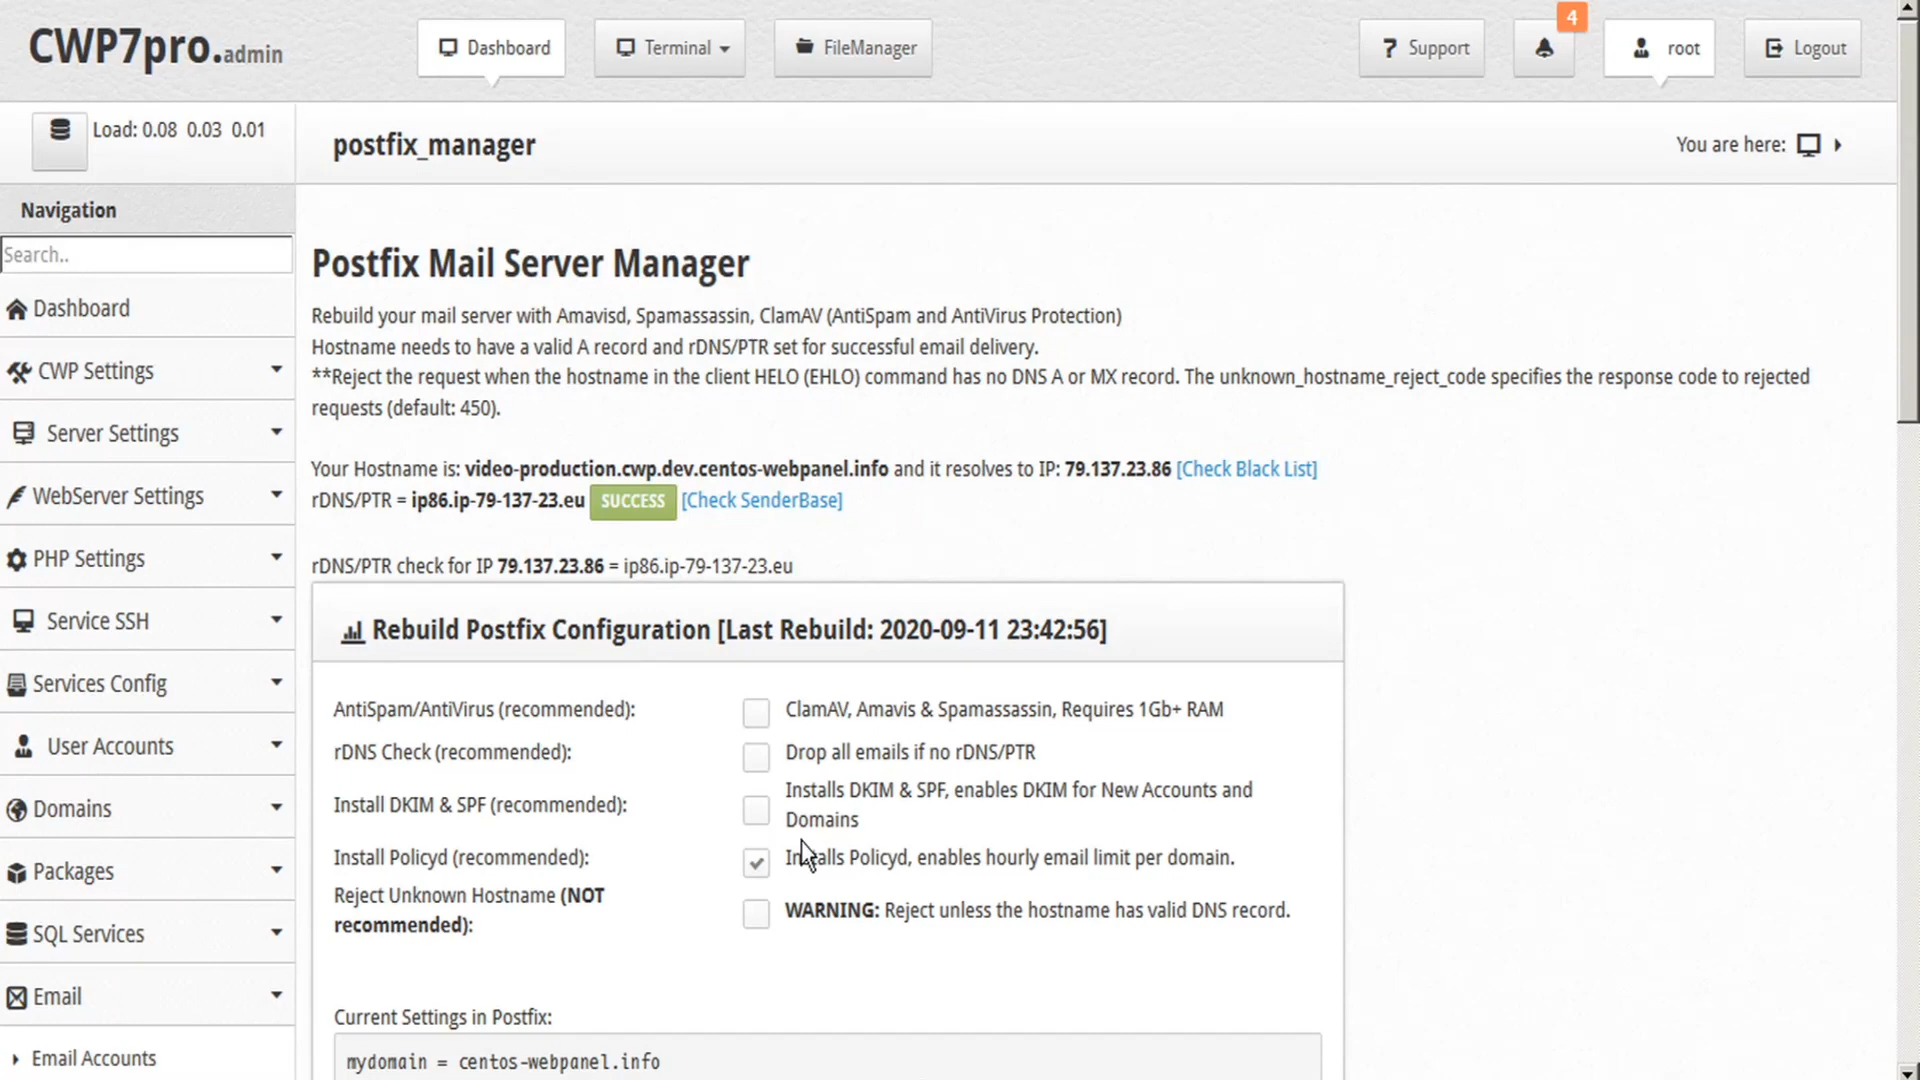 CWP7pro.admin
Dashboard
Terminal
FileManager
Support
4
root
Logout
Load: 0.08 0.03 0.01
postfix_manager
You are here:
Navigation
Search..
Dashboard
CWP Settings
Server Settings
WebServer Settings
PHP Settings
Service SSH
Services Config
User Accounts
Domains
Packages
SQL Services
Email
Email Accounts
Postfix Mail Server Manager
Rebuild your mail server with Amavisd, Spamassassin, ClamAV (AntiSpam and AntiVirus Protection)
Hostname needs to have a valid A record and rDNS/PTR set for successful email delivery.
**Reject the request when the hostname in the client HELO (EHLO) command has no DNS A or MX record. The unknown_hostname_reject_code specifies the response code to rejected
requests (default: 450).
Your Hostname is: video-production.cwp.dev.centos-webpanel.info and it resolves to IP: 79.137.23.86 [Check Black List]
rDNS/PTR = ip86.ip-79-137-23.eu SUCCESS [Check SenderBase]
rDNS/PTR check for IP 79.137.23.86 = ip86.ip-79-137-23.eu
Rebuild Postfix Configuration [Last Rebuild: 2020-09-11 23:42:56]
AntiSpam/AntiVirus (recommended):
ClamAV, Amavis & Spamassassin, Requires 1Gb+ RAM
rDNS Check (recommended):
Drop all emails if no rDNS/PTR
Install DKIM & SPF (recommended):
Installs DKIM & SPF, enables DKIM for New Accounts and
Domains
Install Policyd (recommended):
Installs Policyd, enables hourly email limit per domain.
Reject Unknown Hostname (NOT
recommended):
WARNING: Reject unless the hostname has valid DNS record.
Current Settings in Postfix:
mydomain = centos-webpanel.info